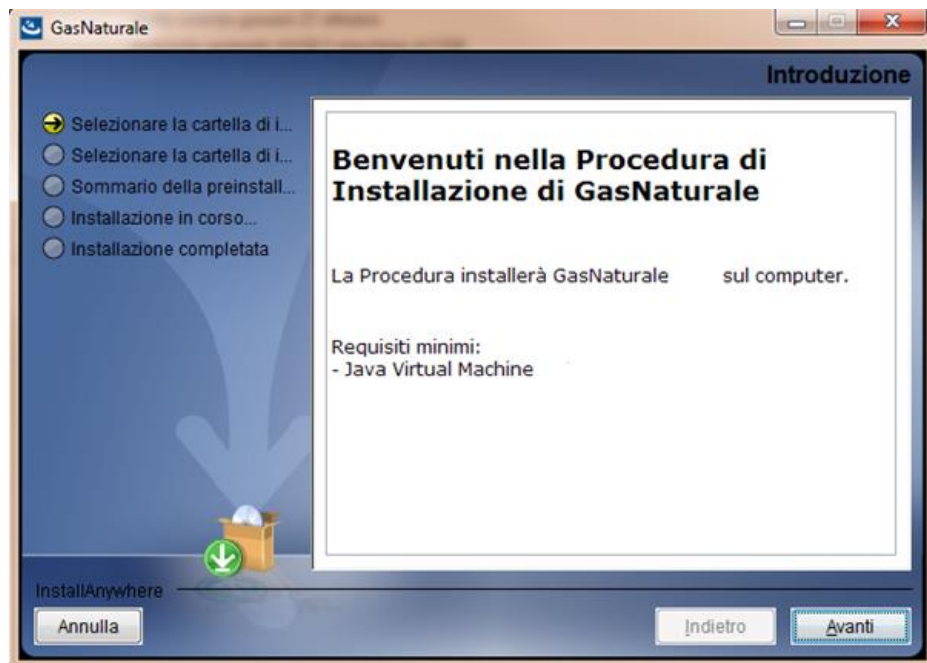 GasNaturale
Introduzione
Selezionare la cartella di i...
Selezionare la cartella di i...
Sommario della preinstall...
Installazione in corso...
Installazione completata
Benvenuti nella Procedura di
Installazione di GasNaturale
La Procedura installerà GasNaturale sul computer.
Requisiti minimi:
- Java Virtual Machine
InstallAnywhere
Annulla
Indietro
Avanti